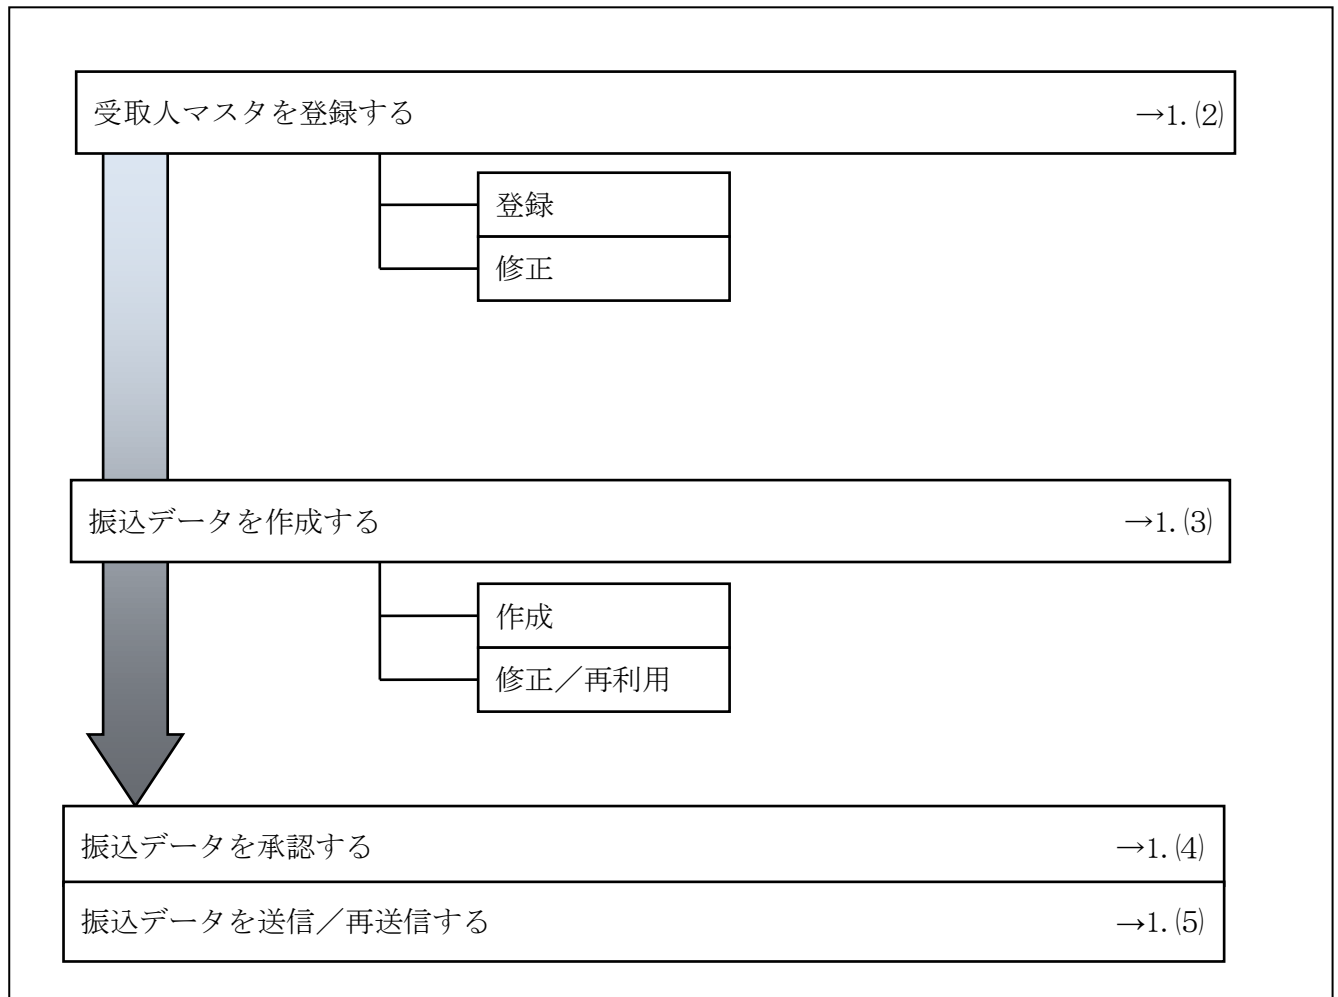 受取人マスタを登録する →1.⑵
登録
修正
振込データを作成する →1.⑶
作成
修正／再利用
振込データを承認する →1.⑷
振込データを送信／再送信する →1.⑸